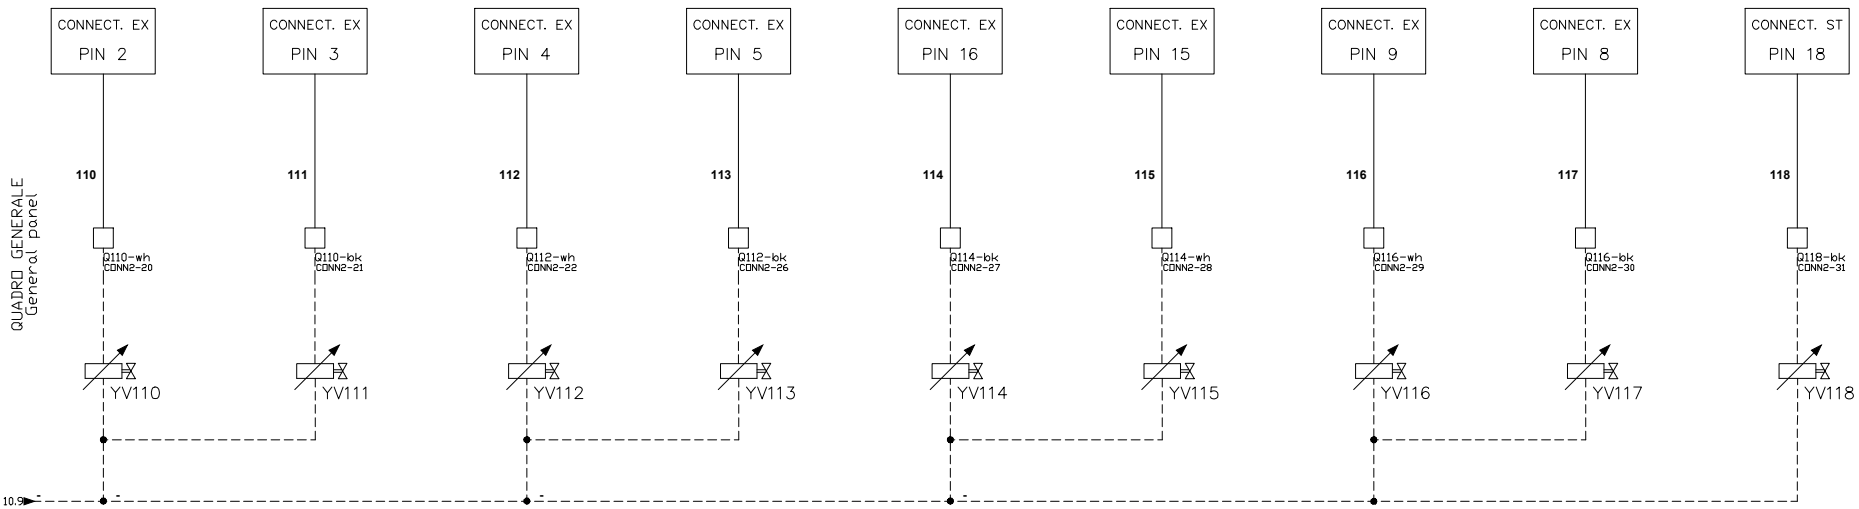 CONNECT. EX
PIN 2
CONNECT. EX
PIN 3
CONNECT. EX
PIN 4
CONNECT. EX
PIN 5
CONNECT. EX
PIN 16
CONNECT. EX
PIN 15
CONNECT. EX
PIN 9
CONNECT. EX
PIN 8
CONNECT. ST
PIN 18
QUADRO GENERALE
General panel
110
111
112
113
114
115
116
117
118
Q110-wh
CONN2-20
Q110-bk
CONN2-21
Q112-wh
CONN2-22
Q112-bk
CONN2-26
Q114-bk
CONN2-27
Q114-wh
CONN2-28
Q116-wh
CONN2-29
Q116-bk
CONN2-30
Q118-bk
CONN2-31
YV110
YV111
YV112
YV113
YV114
YV115
YV116
YV117
YV118
10.9
-
-
-
-